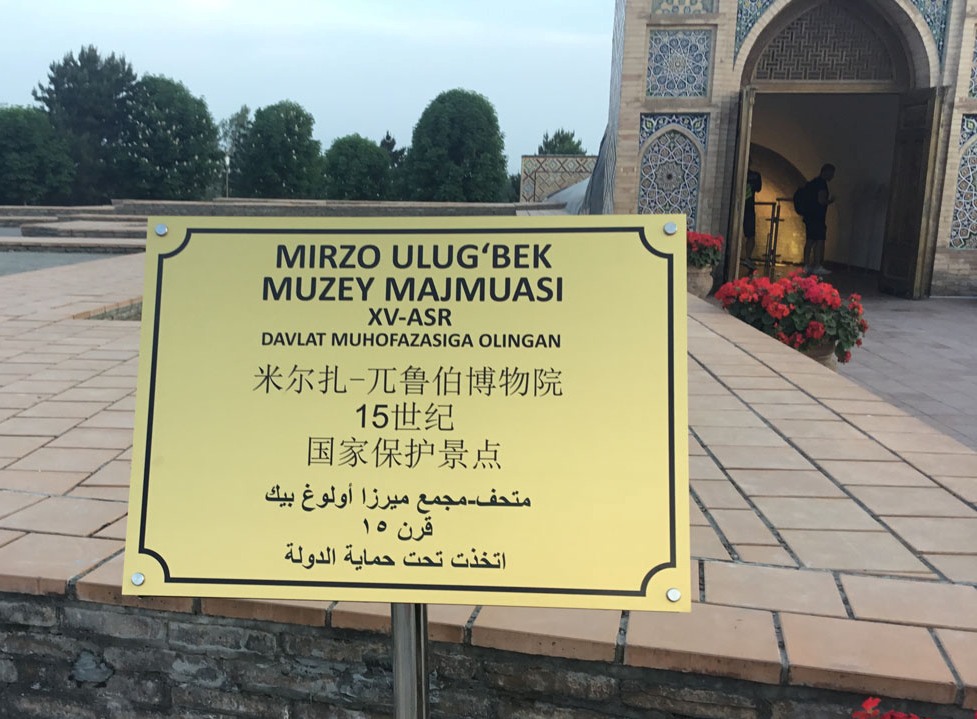 MIRZO ULUG‘BEK
MUZEY MAJMUASI
XV-ASR
DAVLAT MUHOFAZASIGA OLINGAN
米尔扎-兀鲁伯博物院
15世纪
国家保护景点
متحف-مجمع ميرزا أولوغ بيك
قرن ١٥
اتخذت تحت حماية الدولة